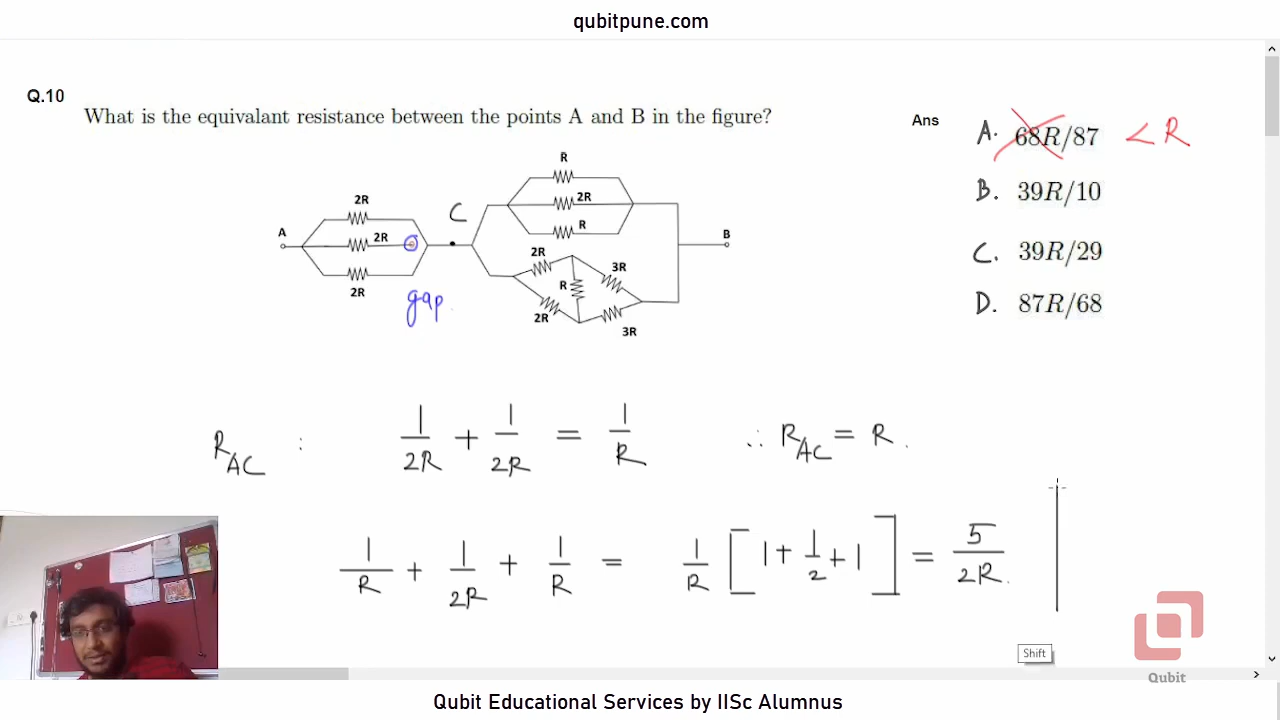 qubitpune.com
Q.10
What is the equivalant resistance between the points A and B in the figure?
Ans
A. 68R/87 < R
B. 39R/10
C. 39R/29
D. 87R/68
R
2R
R
2R
2R
2R
A
C
B
2R
3R
R
2R
3R
gap
R_AC : 1/2R + 1/2R = 1/R ∴ R_AC = R.
1/R + 1/2R + 1/R = 1/R [1 + 1/2 + 1] = 5/2R.
Shift
Qubit
Qubit Educational Services by IISc Alumnus